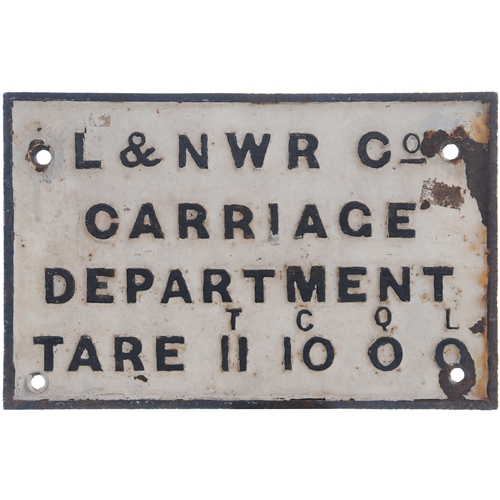 L & NWR Cº
CARRIAGE
DEPARTMENT
T C Q L
TARE 11 10 0 0